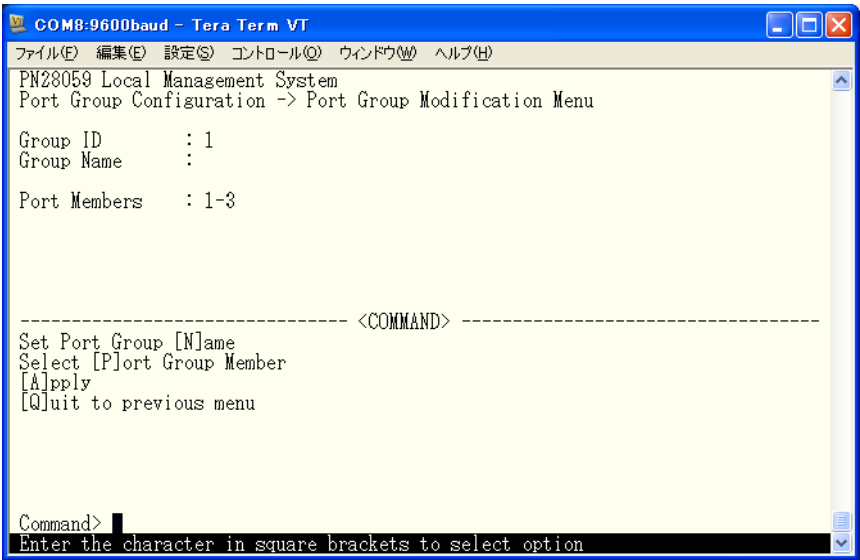 COM8:9600baud - Tera Term VT
ファイル(F) 編集(E) 設定(S) コントロール(O) ウィンドウ(W) ヘルプ(H)
PN28059 Local Management System
Port Group Configuration -> Port Group Modification Menu
Group ID : 1
Group Name :
Port Members : 1-3
-------------------------------- <COMMAND> -----------------------------------
Set Port Group [N]ame
Select [P]ort Group Member
[A]pply
[Q]uit to previous menu
Command>
Enter the character in square brackets to select option